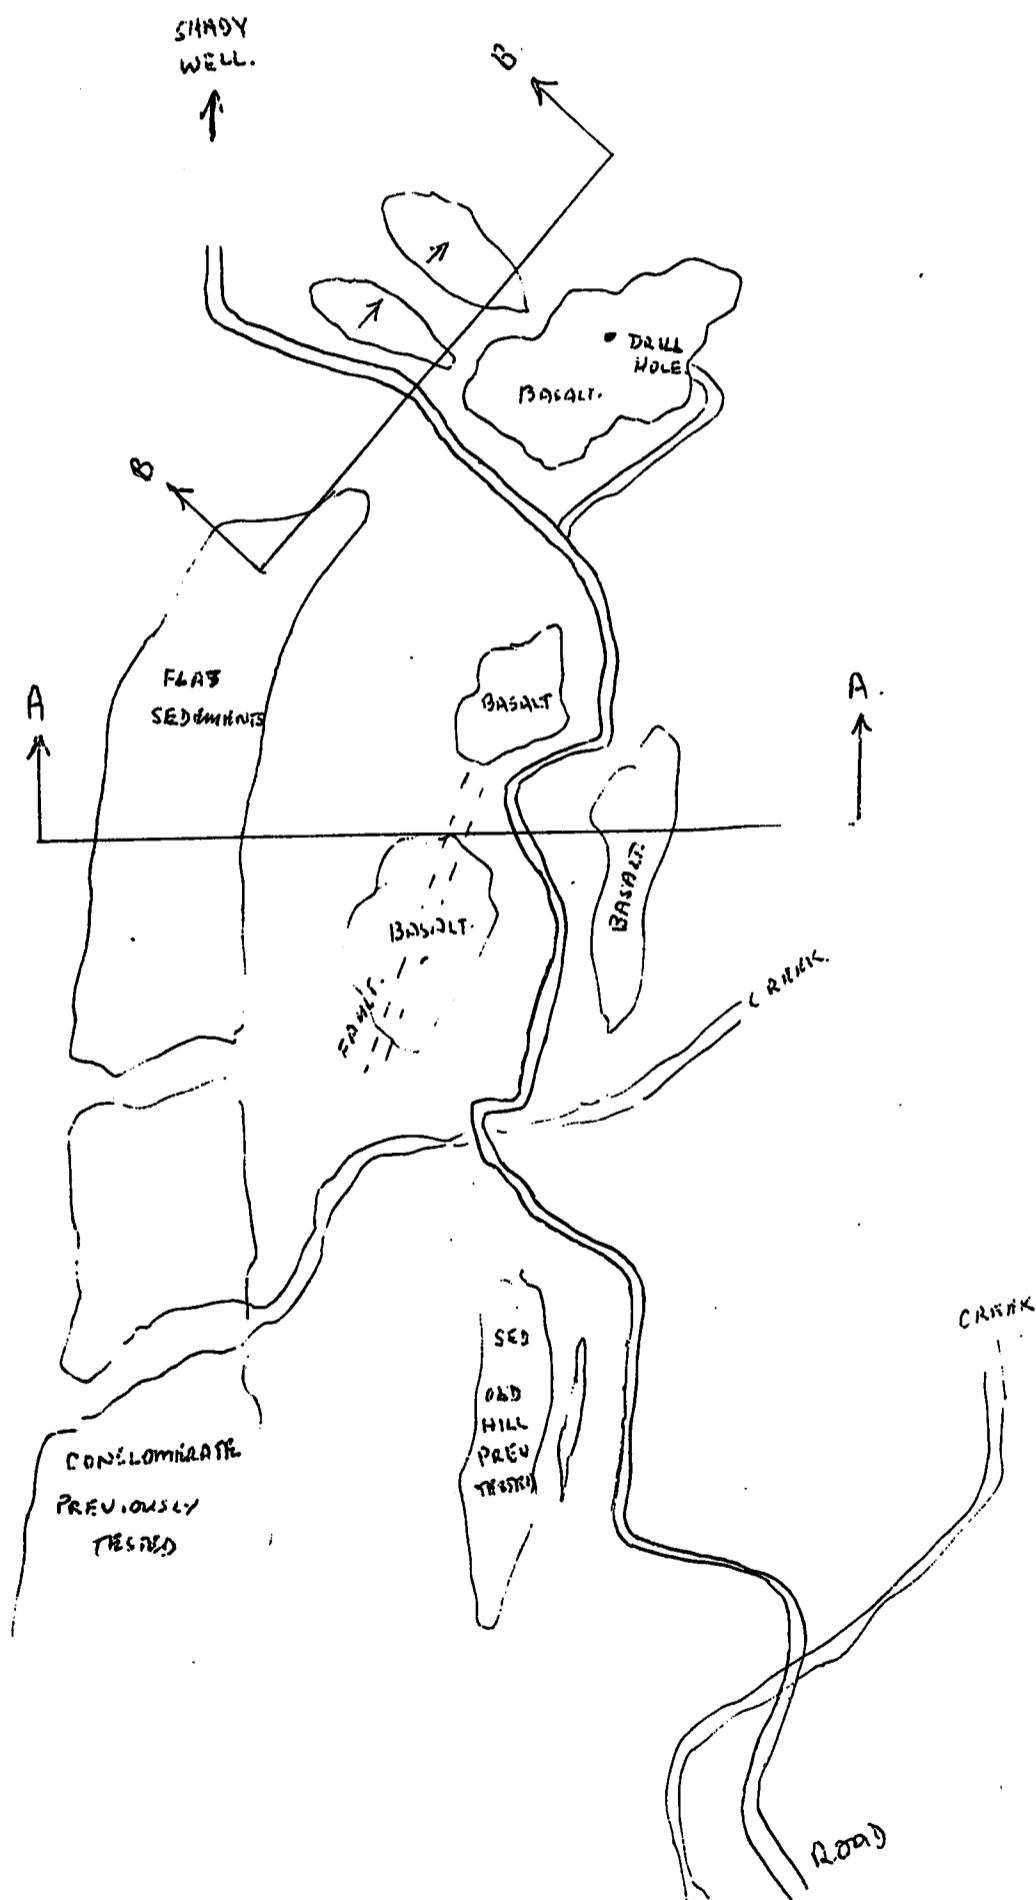 SHADY
WELL.
B
DRILL
HOLE.
BASALT.
B
FLAT
SEDIMENTS
BASALT
A
A.
BASALT.
BASALT.
FAULT.
CREEK.
CREEK
SED
OLD
HILL
PREV
TESTED
CONGLOMERATE
PREVIOUSLY
TESTED
ROAD